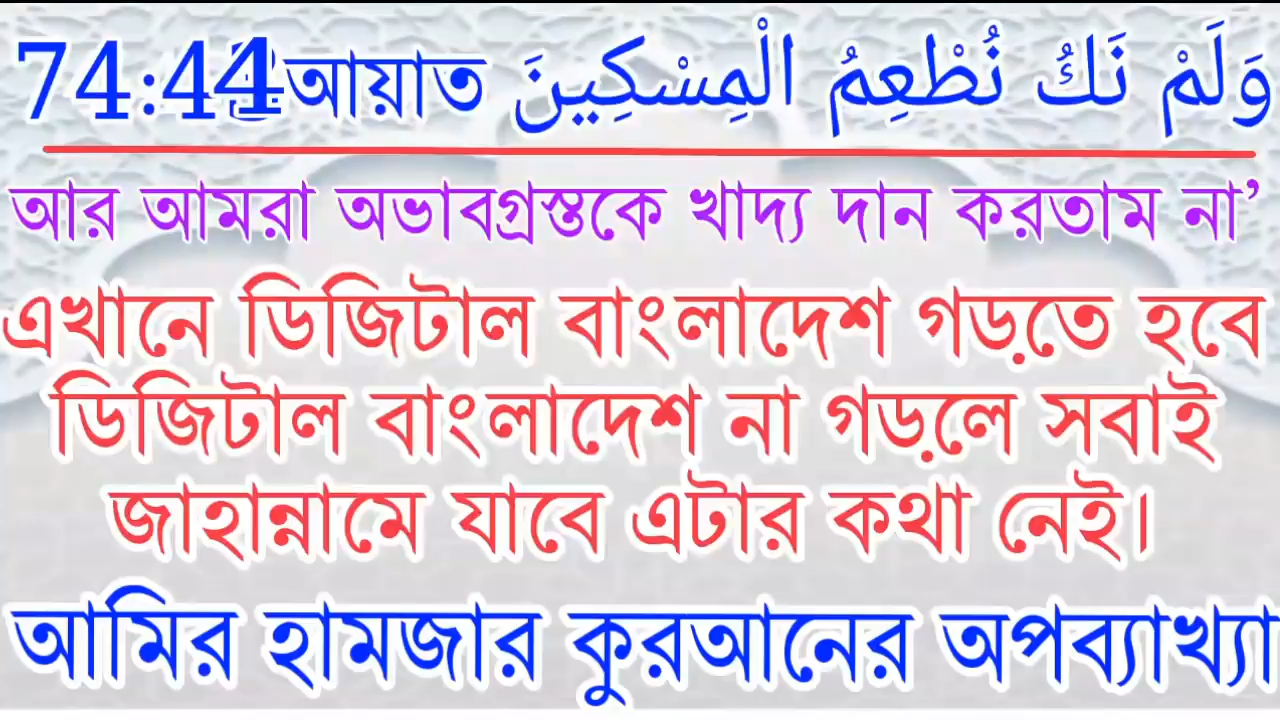 74:44 আয়াত وَلَمْ نَكُ نُطْعِمُ الْمِسْكِينَ
আর আমরা অভাবগ্রস্তকে খাদ্য দান করতাম না’
এখানে ডিজিটাল বাংলাদেশ গড়তে হবে
ডিজিটাল বাংলাদেশ না গড়লে সবাই
জাহান্নামে যাবে এটার কথা নেই।
আমির হামজার কুরআনের অপব্যাখ্যা